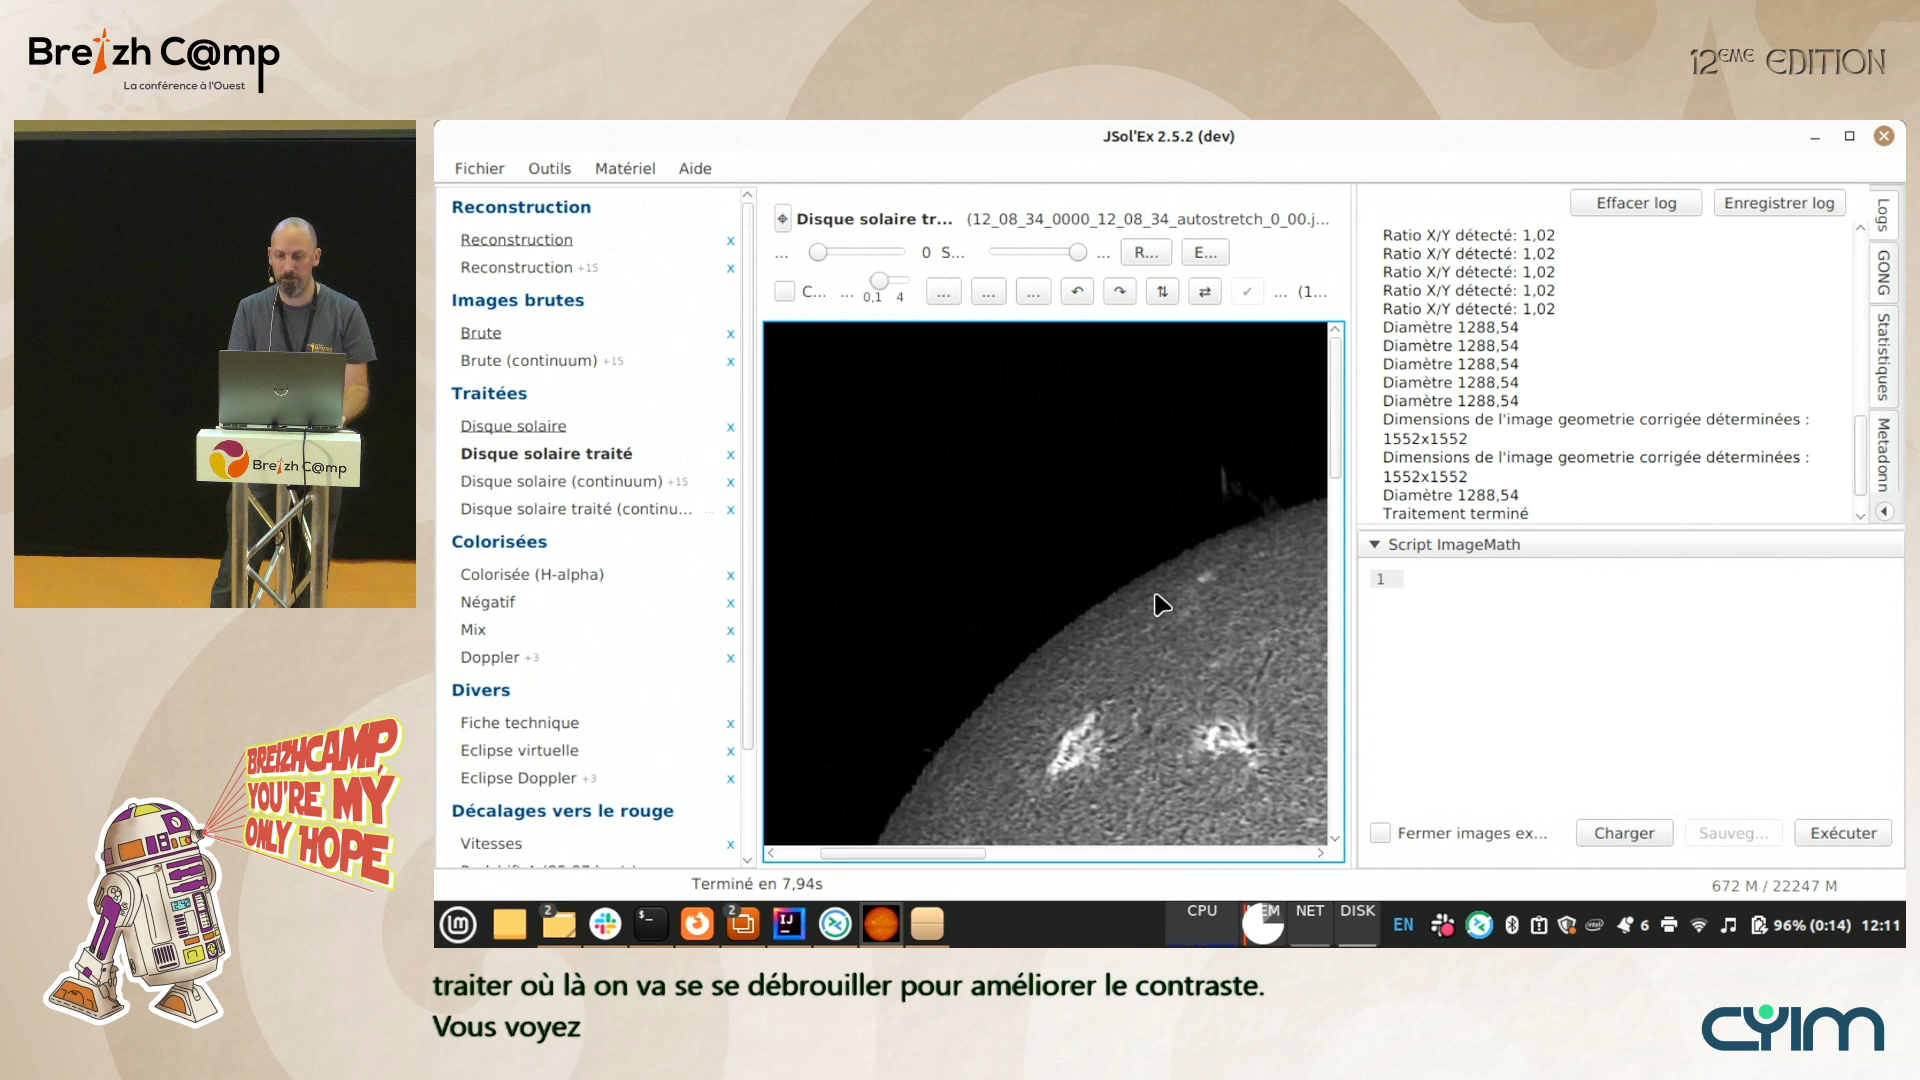 Breizh C@mp
La conférence à l'Ouest
12EME EDITION
Breizh C@mp
BREIZHCAMP,
YOU'RE MY
ONLY HOPE
JSol'Ex 2.5.2 (dev)
Fichier Outils Matériel Aide
Reconstruction
Reconstruction x
Reconstruction +15 x
Images brutes
Brute x
Brute (continuum) +15 x
Traitées
Disque solaire x
Disque solaire traité x
Disque solaire (continuum) +15 x
Disque solaire traité (continu... ... x
Colorisées
Colorisée (H-alpha) x
Négatif x
Mix x
Doppler +3 x
Divers
Fiche technique x
Eclipse virtuelle x
Eclipse Doppler +3 x
Décalages vers le rouge
Vitesses x
Disque solaire tr... (12_08_34_0000_12_08_34_autostretch_0_00.j...
... 0 S... ... R... E...
C... ... 0,1 4 ... ... ... ... (1...
Effacer log Enregistrer log
Ratio X/Y détecté: 1,02
Ratio X/Y détecté: 1,02
Ratio X/Y détecté: 1,02
Ratio X/Y détecté: 1,02
Ratio X/Y détecté: 1,02
Diamètre 1288,54
Diamètre 1288,54
Diamètre 1288,54
Diamètre 1288,54
Diamètre 1288,54
Dimensions de l'image geometrie corrigée déterminées :
1552x1552
Dimensions de l'image geometrie corrigée déterminées :
1552x1552
Diamètre 1288,54
Traitement terminé
Logs
GONG
Statistiques
Metadonn
Script ImageMath
1
Fermer images ex... Charger Sauveg... Exécuter
Terminé en 7,94s
672 M / 22247 M
2 $_ 2 IJ
CPU EM NET DISK
EN 6 96% (0:14) 12:11
traiter où là on va se se débrouiller pour améliorer le contraste.
Vous voyez
CYIM